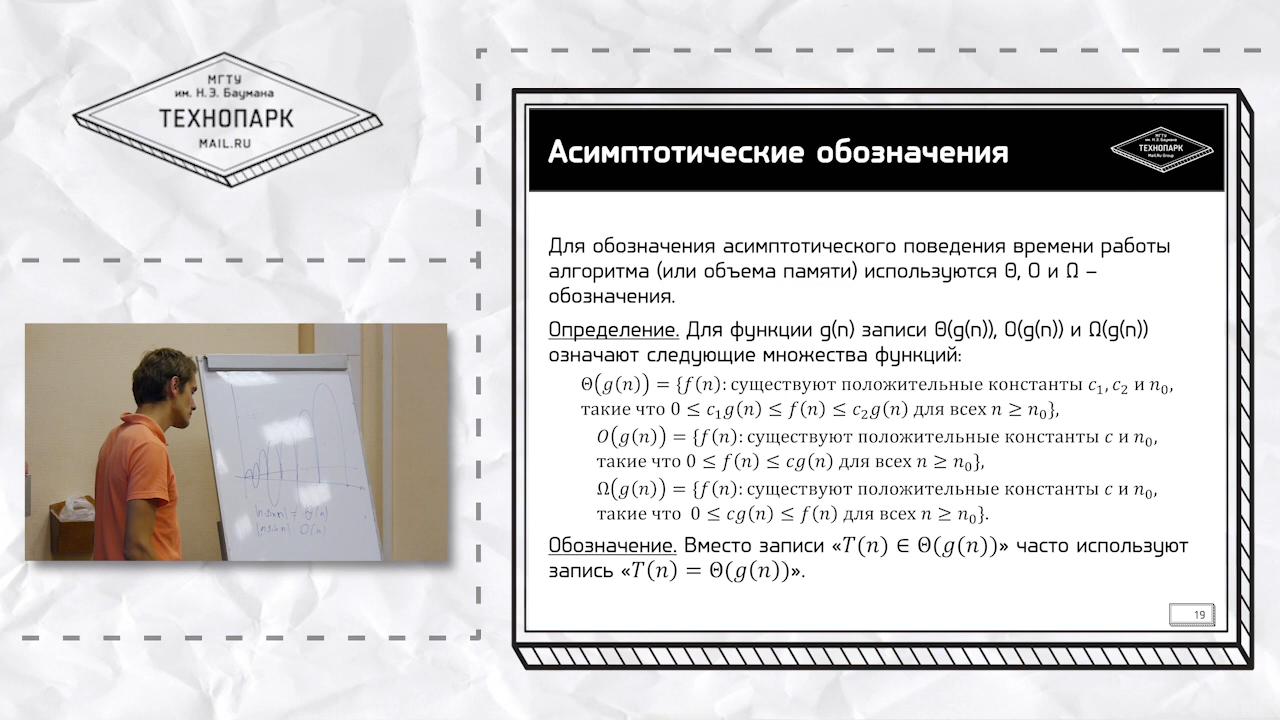 МГТУ
им. Н.Э. Баумана
ТЕХНОПАРК
MAIL.RU
Асимптотические обозначения
МГТУ
им. Н.Э. Баумана
ТЕХНОПАРК
Mail.Ru Group
Для обозначения асимптотического поведения времени работы
алгоритма (или объема памяти) используются Θ, О и Ω –
обозначения.
Определение. Для функции g(n) записи Θ(g(n)), O(g(n)) и Ω(g(n))
означают следующие множества функций:
Θ(g(n)) = {f(n): существуют положительные константы c₁, c₂ и n₀,
такие что 0 ≤ c₁g(n) ≤ f(n) ≤ c₂g(n) для всех n ≥ n₀},
O(g(n)) = {f(n): существуют положительные константы c и n₀,
такие что 0 ≤ f(n) ≤ cg(n) для всех n ≥ n₀},
Ω(g(n)) = {f(n): существуют положительные константы c и n₀,
такие что 0 ≤ cg(n) ≤ f(n) для всех n ≥ n₀}.
Обозначение. Вместо записи «T(n) ∈ Θ(g(n))» часто используют
запись «T(n) = Θ(g(n))».
19